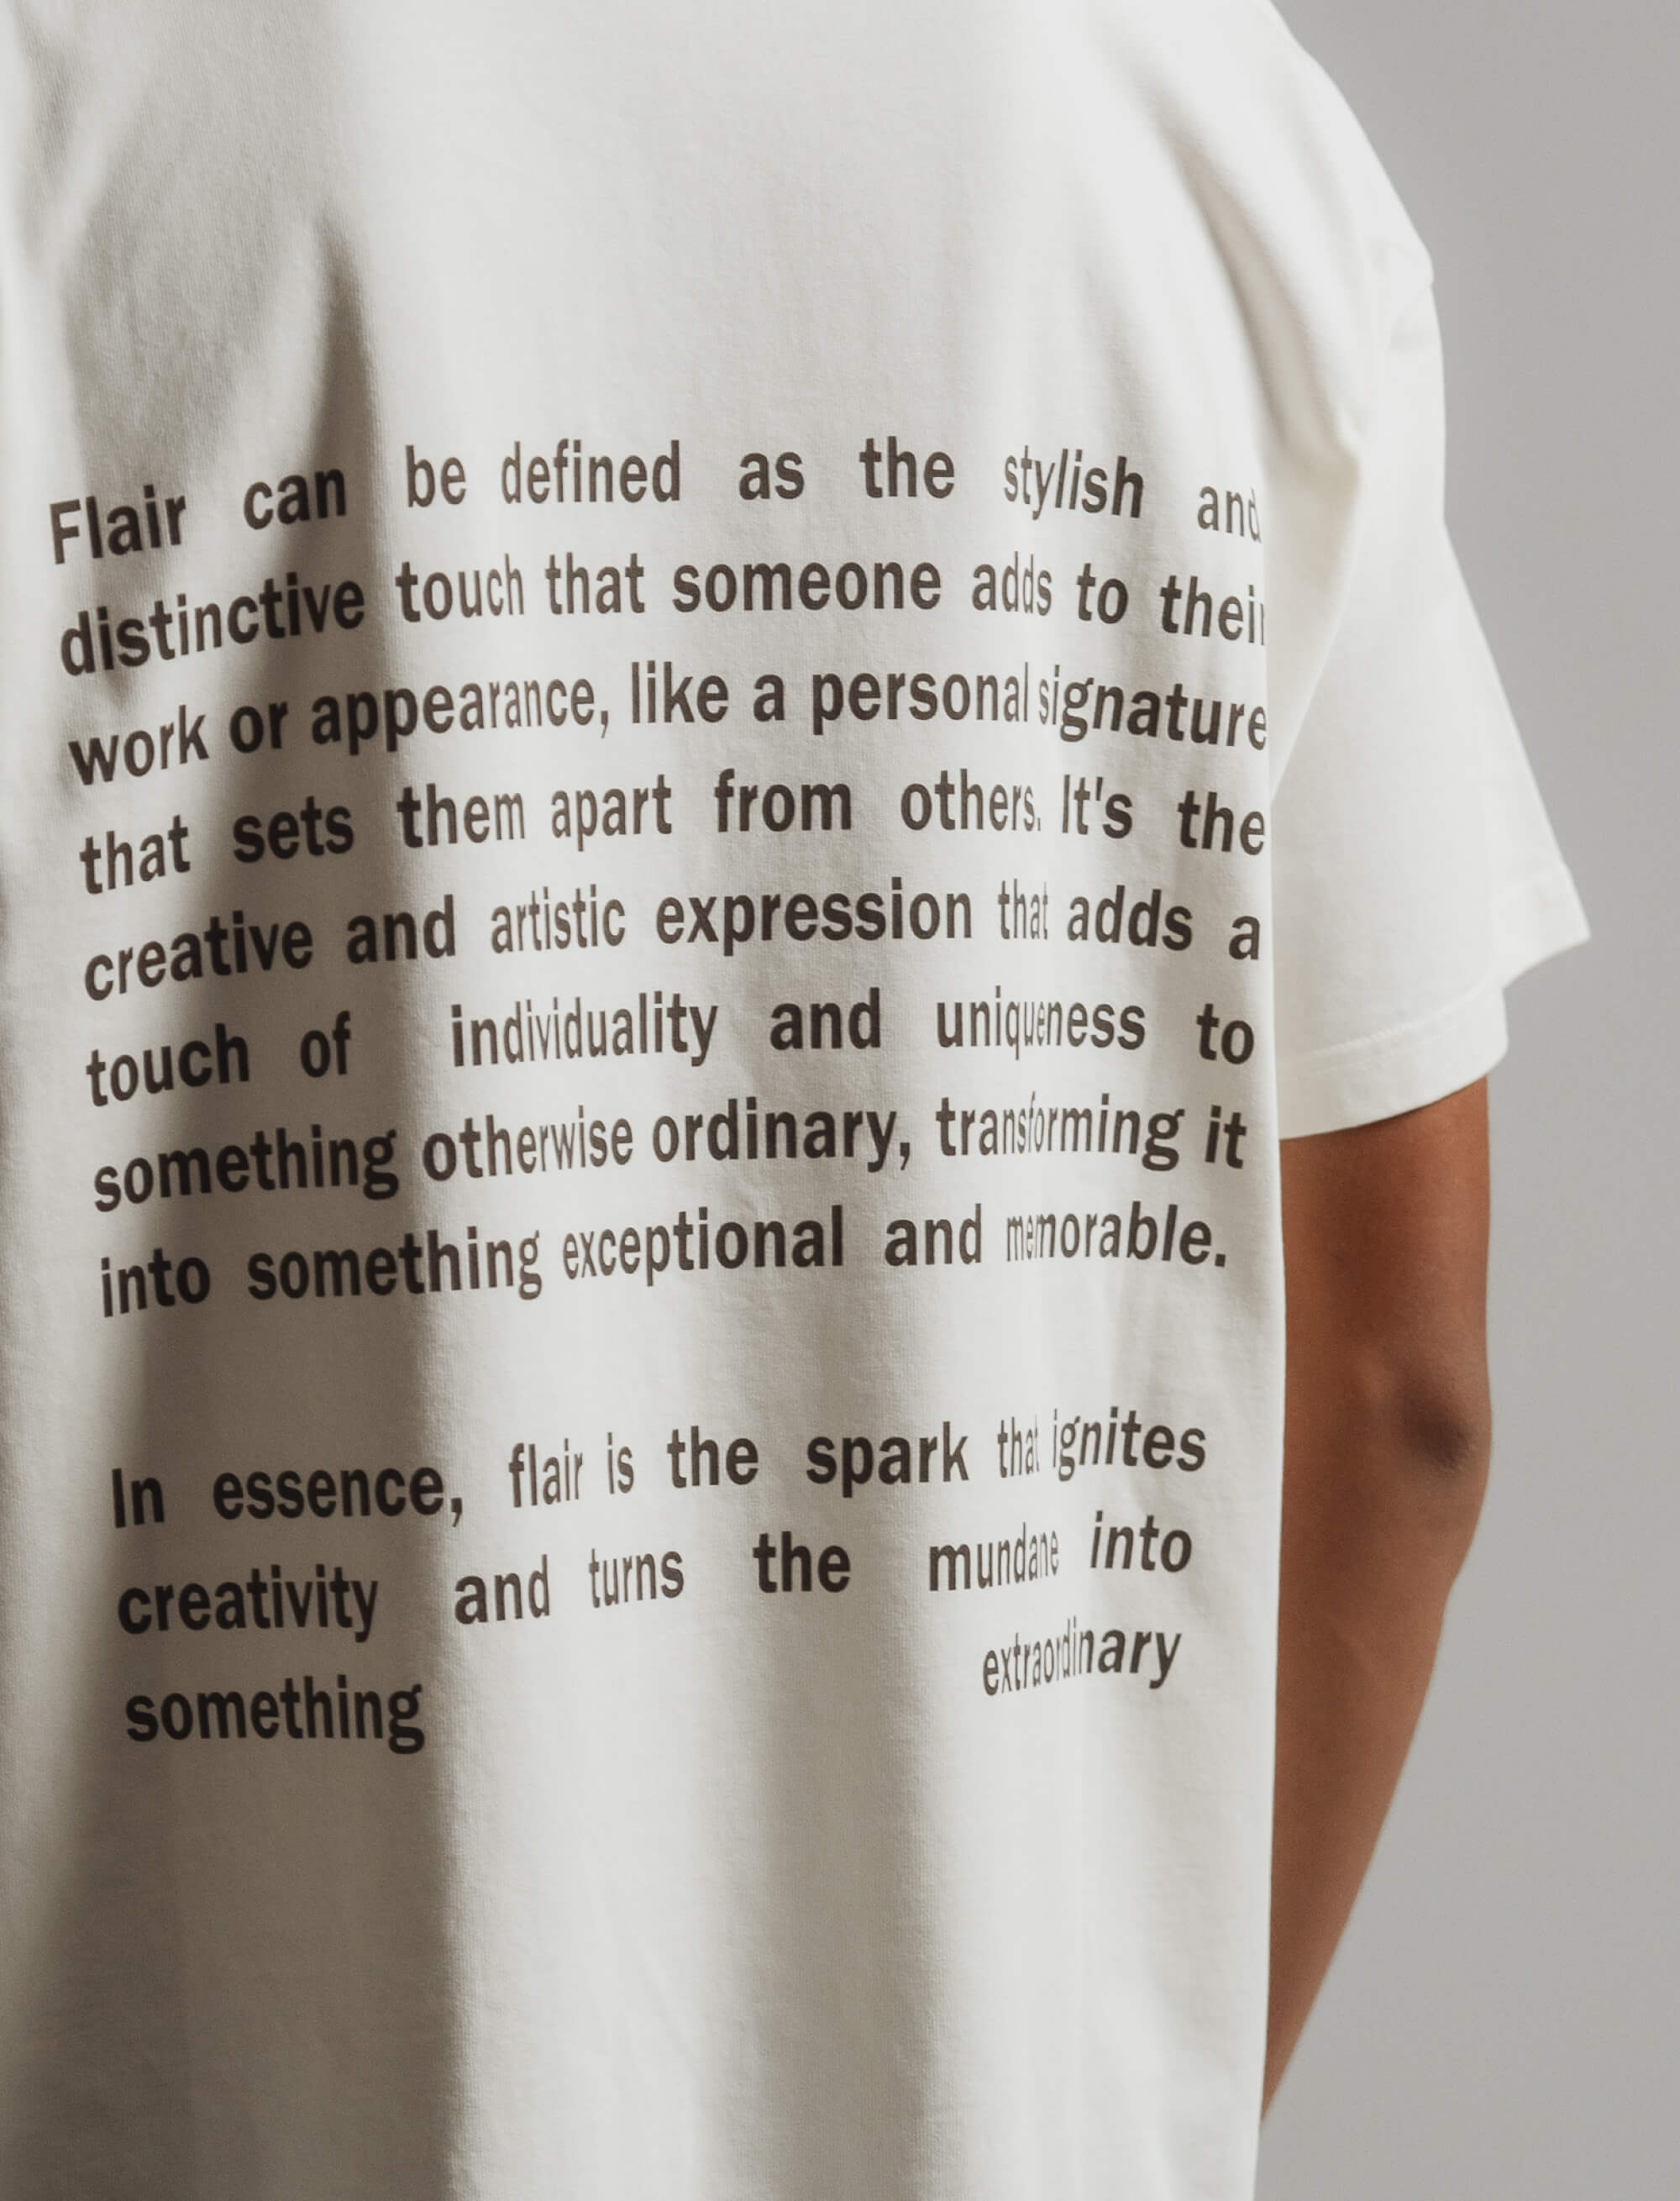 Flair can be defined as the stylish and
distinctive touch that someone adds to their
work or appearance, like a personal signature
that sets them apart from others. It's the
creative and artistic expression that adds a
touch of individuality and uniqueness to
something otherwise ordinary, transforming it
into something exceptional and memorable.
In essence, flair is the spark that ignites
creativity and turns the mundane into
something extraordinary